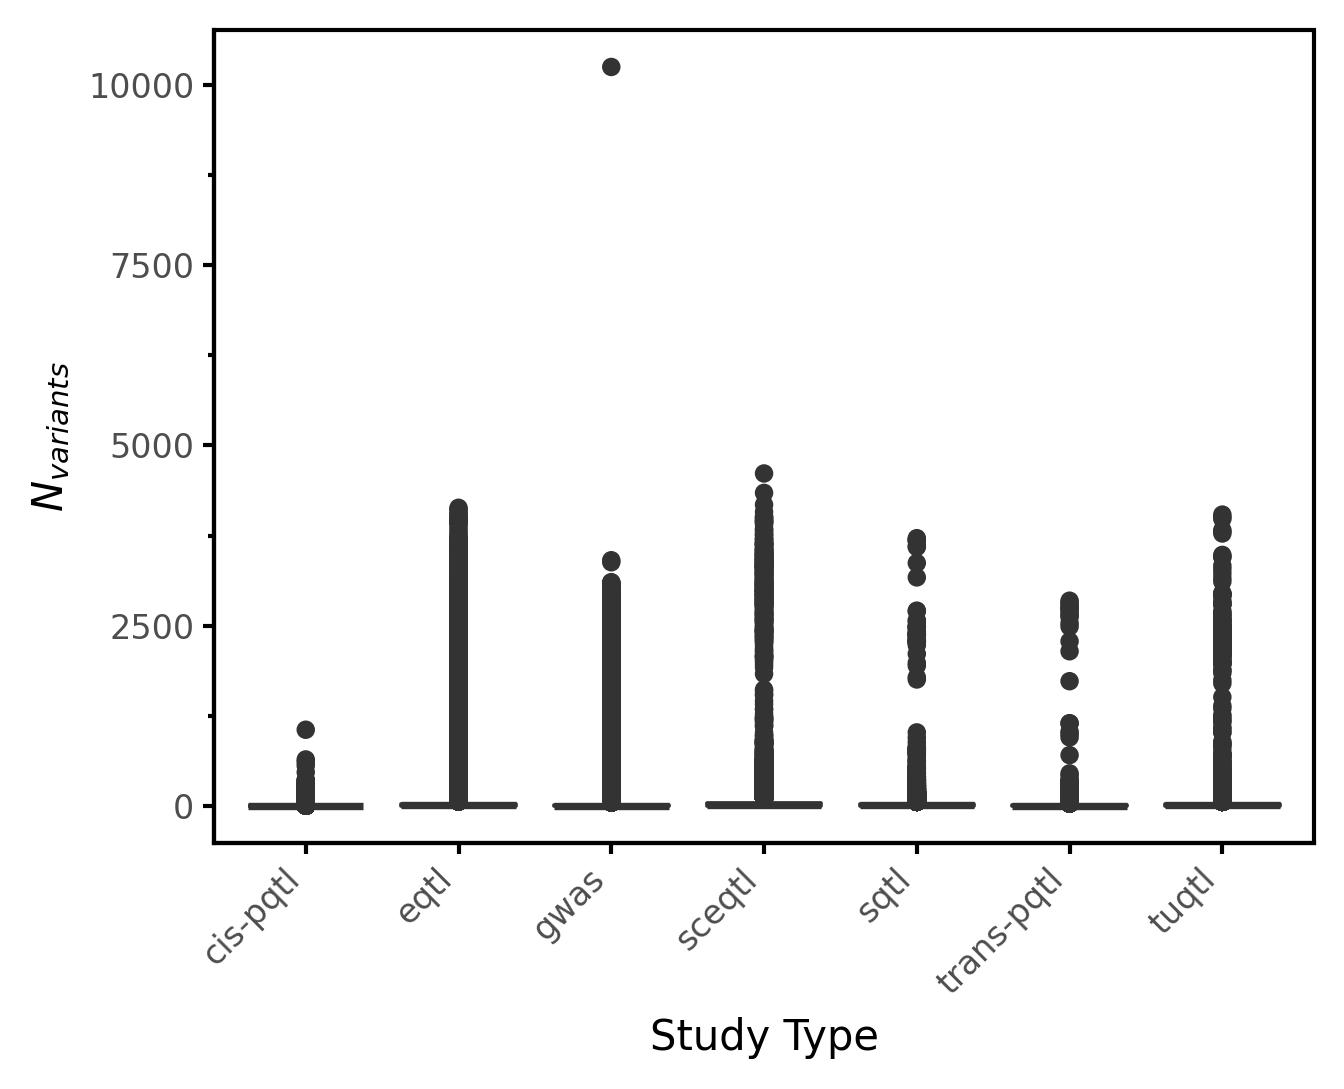 10000
7500
5000
2500
0
N_variants
cis-pqtl
eqtl
gwas
sceqtl
sqtl
trans-pqtl
tuqtl
Study Type